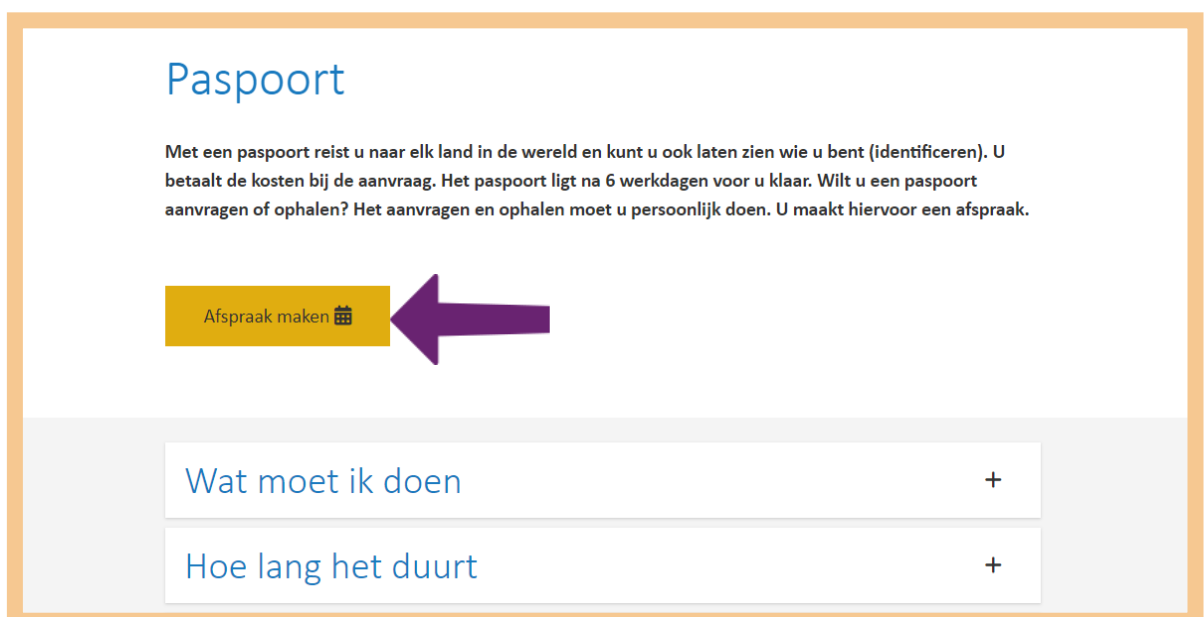 Paspoort
Met een paspoort reist u naar elk land in de wereld en kunt u ook laten zien wie u bent (identificeren). U
betaalt de kosten bij de aanvraag. Het paspoort ligt na 6 werkdagen voor u klaar. Wilt u een paspoort
aanvragen of ophalen? Het aanvragen en ophalen moet u persoonlijk doen. U maakt hiervoor een afspraak.
Afspraak maken
Wat moet ik doen
Hoe lang het duurt